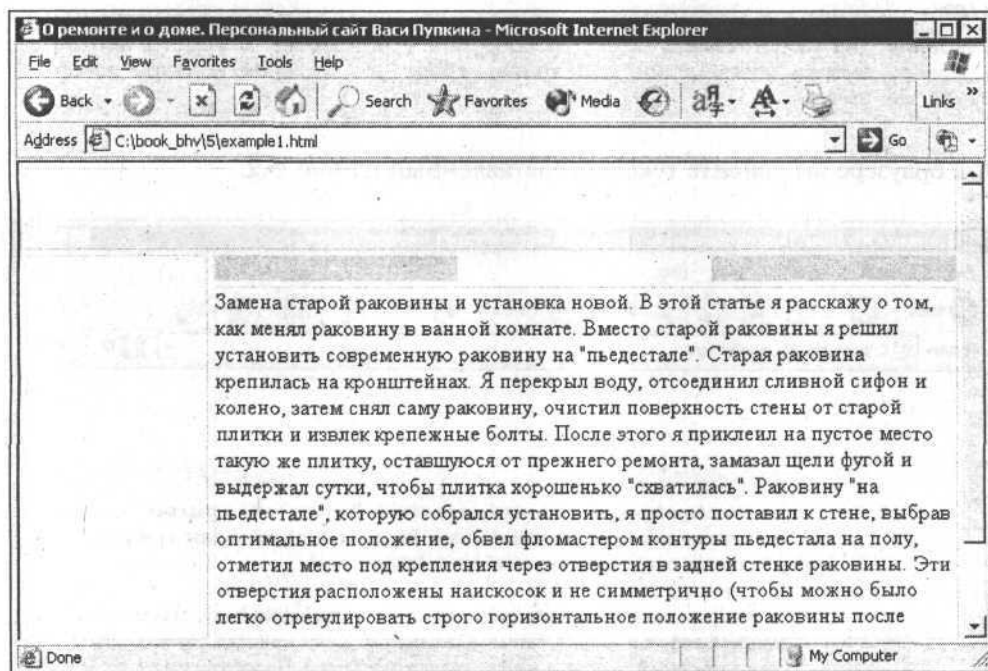 О ремонте и о доме. Персональный сайт Васи Пупкина - Microsoft Internet Explorer
File Edit View Favorites Tools Help
Back Search Favorites Media Links »
Address C:\book_bhv\5\example1.html Go
Замена старой раковины и установка новой. В этой статье я расскажу о том,
как менял раковину в ванной комнате. Вместо старой раковины я решил
установить современную раковину на "пьедестале". Старая раковина
крепилась на кронштейнах. Я перекрыл воду, отсоединил сливной сифон и
колено, затем снял саму раковину, очистил поверхность стены от старой
плитки и извлек крепежные болты. После этого я приклеил на пустое место
такую же плитку, оставшуюся от прежнего ремонта, замазал щели фугой и
выдержал сутки, чтобы плитка хорошенько "схватилась". Раковину "на
пьедестале", которую собрался установить, я просто поставил к стене, выбрав
оптимальное положение, обвел фломастером контуры пьедестала на полу,
отметил место под крепления через отверстия в задней стенке раковины. Эти
отверстия расположены наискосок и не симметрично (чтобы можно было
легко отрегулировать строго горизонтальное положение раковины после
Done My Computer